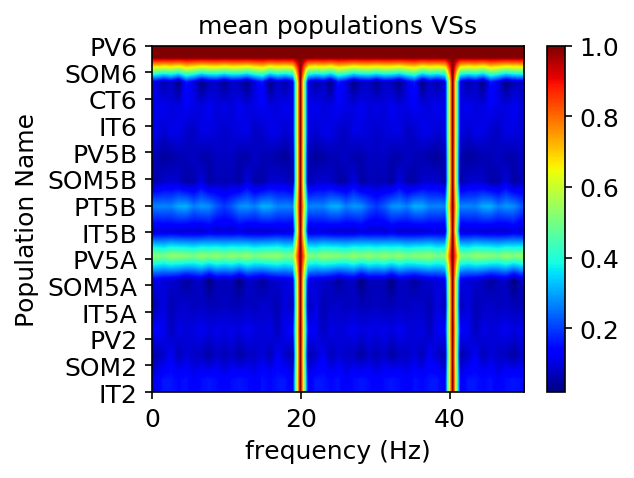 mean populations VSs
PV6
SOM6
CT6
IT6
PV5B
SOM5B
PT5B
IT5B
PV5A
SOM5A
IT5A
PV2
SOM2
IT2
Population Name
0
20
40
frequency (Hz)
1.0
0.8
0.6
0.4
0.2